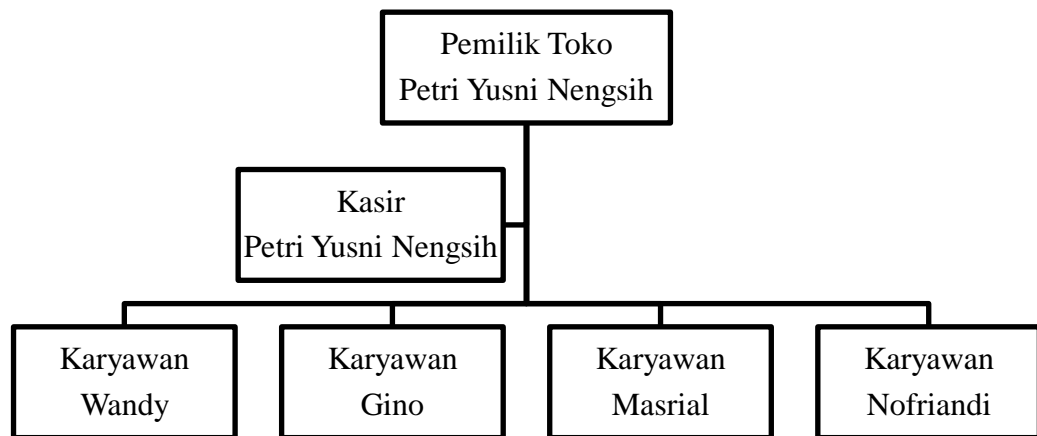 Pemilik Toko
Petri Yusni Nengsih
Kasir
Petri Yusni Nengsih
Karyawan
Wandy
Karyawan
Gino
Karyawan
Masrial
Karyawan
Nofriandi